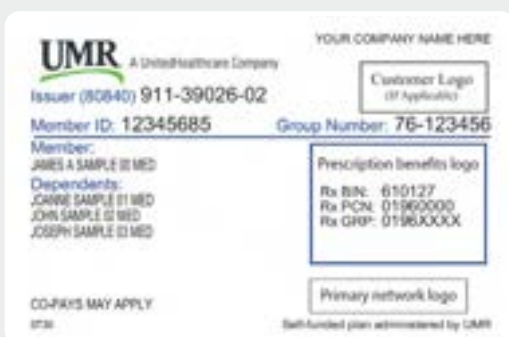 YOUR COMPANY NAME HERE
UMR A UnitedHealthcare Company
Customer Logo
(If Applicable)
Issuer (80840) 911-39026-02
Member ID: 12345685 Group Number: 76-123456
Member:
JAMES A SAMPLE 00 MED
Dependents:
JOANNE SAMPLE 01 MED
JOHN SAMPLE 02 MED
JOSEPH SAMPLE 03 MED
Prescription benefits logo
Rx BIN: 610127
Rx PCN: 01960000
Rx GRP: 0196XXXX
Primary network logo
CO-PAYS MAY APPLY
Self-funded plan administered by UMR